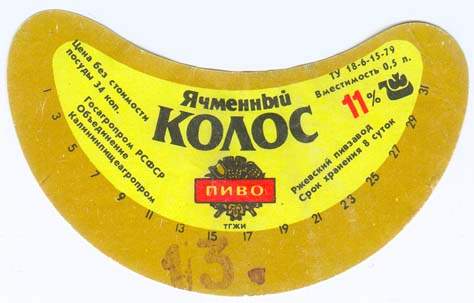 Цена без стоимости
посуды 34 коп.
Госагропром РСФСР
Объединение
Калининпищеагропром
Ячменный
КОЛОС
11%
ПИВО
ТГЖИ
ТУ 18-6-15-79
Вместимость 0,5 л.
Ржевский пивзавод
Срок хранения 8 суток
1 3 5 7 9 11 13 15 17 19 21 23 25 27 29 31
13.